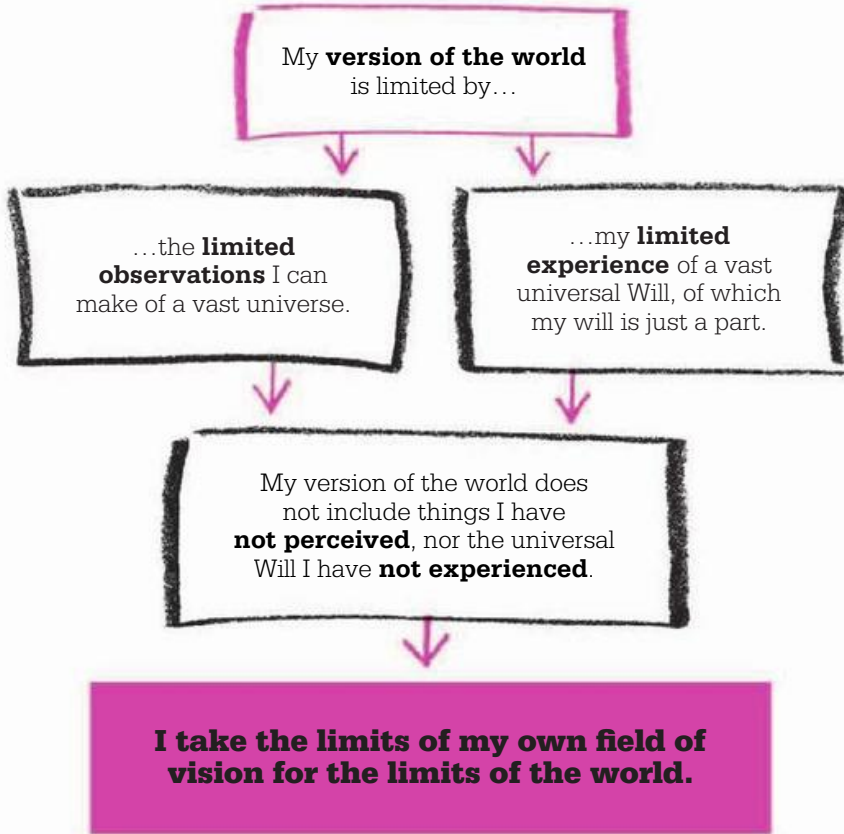 My version of the world
is limited by…
…the limited
observations I can
make of a vast universe.
…my limited
experience of a vast
universal Will, of which
my will is just a part.
My version of the world does
not include things I have
not perceived, nor the universal
Will I have not experienced.
I take the limits of my own field of
vision for the limits of the world.